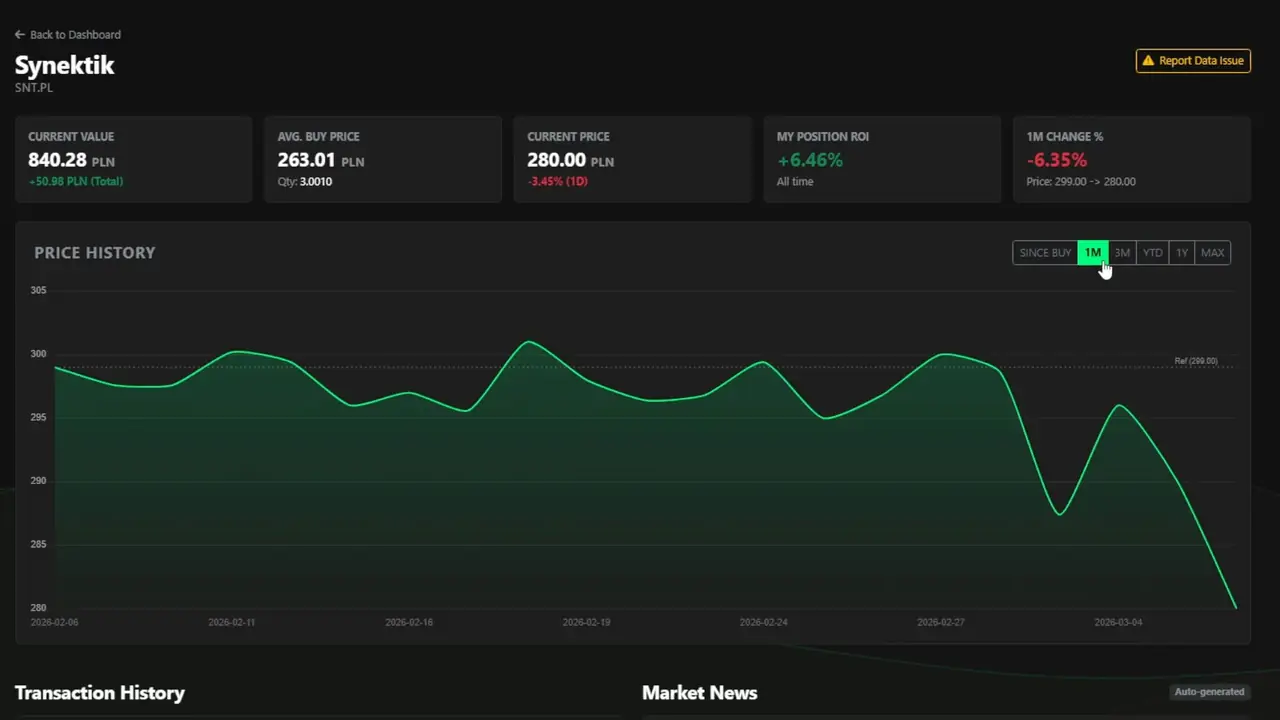 Back to Dashboard
Synektik
SNT.PL
Report Data Issue
CURRENT VALUE
840.28 PLN
+50.98 PLN (Total)
AVG. BUY PRICE
263.01 PLN
Qty: 3.0010
CURRENT PRICE
280.00 PLN
-3.45% (1D)
MY POSITION ROI
+6.46%
All time
1M CHANGE %
-6.35%
Price: 299.00 -> 280.00
PRICE HISTORY
SINCE BUY 1M 3M YTD 1Y MAX
305
300
Ref (299.00)
295
290
285
280
2026-02-06 2026-02-11 2026-02-16 2026-02-19 2026-02-24 2026-02-27 2026-03-04
Transaction History
Market News
Auto-generated